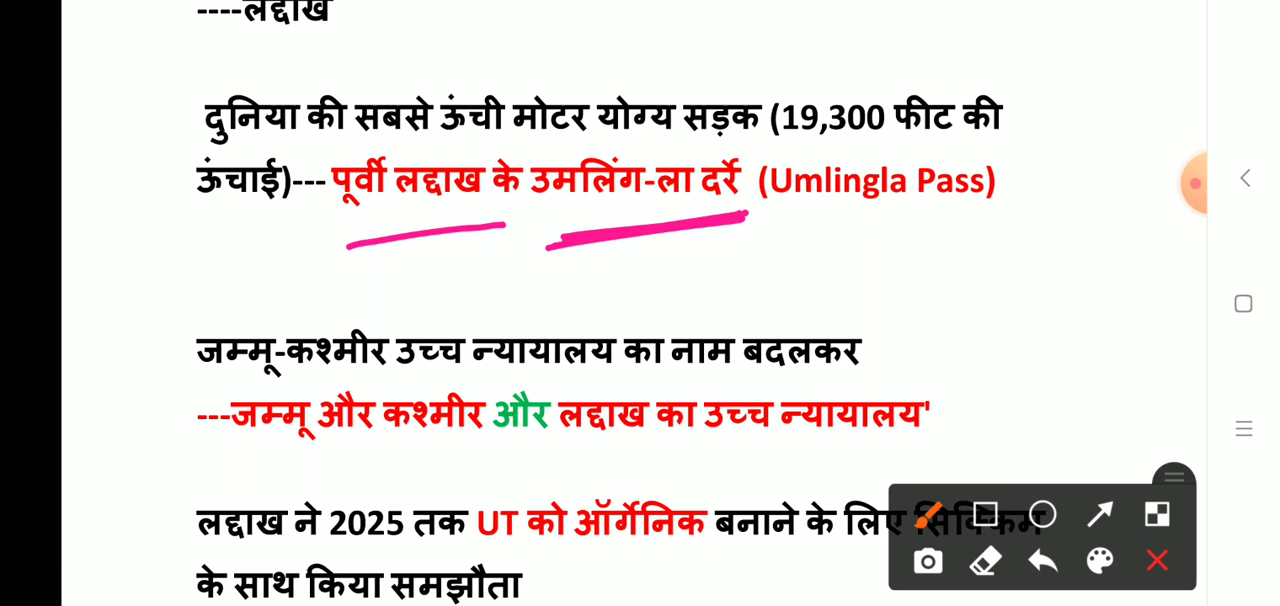 ----लद्दाख
दुनिया की सबसे ऊंची मोटर योग्य सड़क (19,300 फीट की
ऊंचाई)--- पूर्वी लद्दाख के उमलिंग-ला दर्रे (Umlingla Pass)
जम्मू-कश्मीर उच्च न्यायालय का नाम बदलकर
---जम्मू और कश्मीर और लद्दाख का उच्च न्यायालय'
लद्दाख ने 2025 तक UT को ऑर्गेनिक बनाने के लिए सिक्किम
के साथ किया समझौता